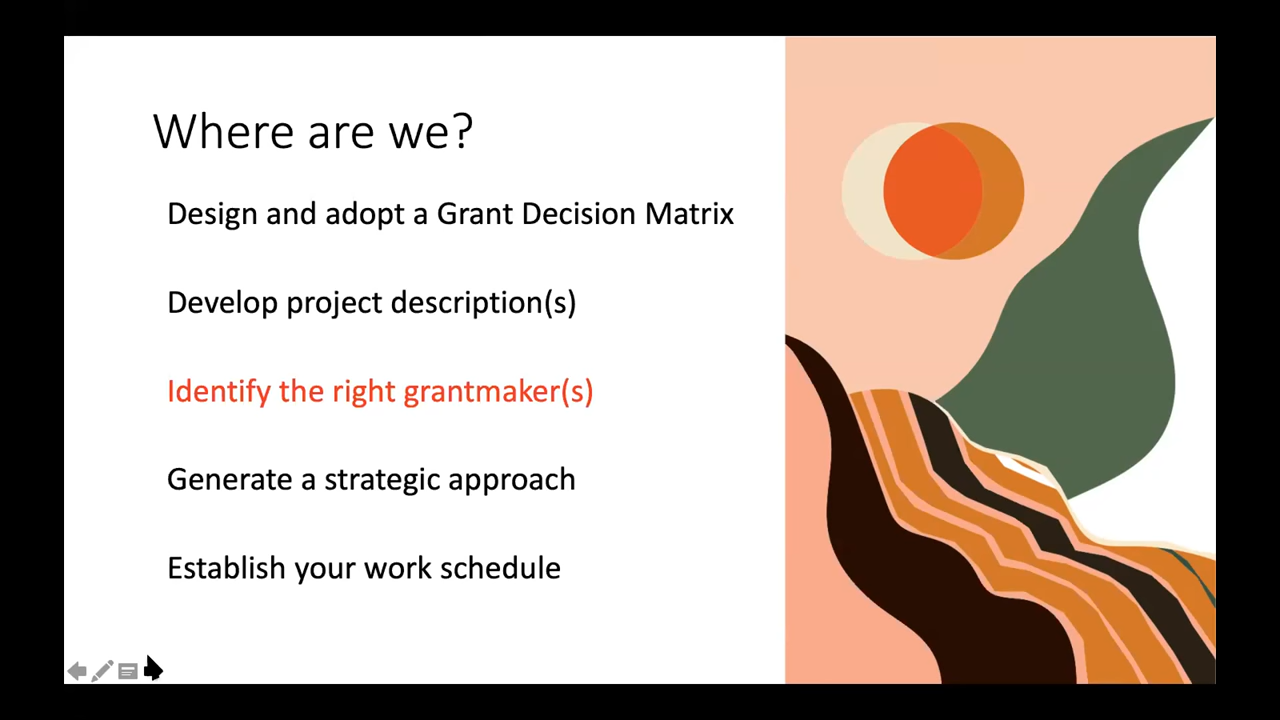 Where are we?
Design and adopt a Grant Decision Matrix
Develop project description(s)
Identify the right grantmaker(s)
Generate a strategic approach
Establish your work schedule